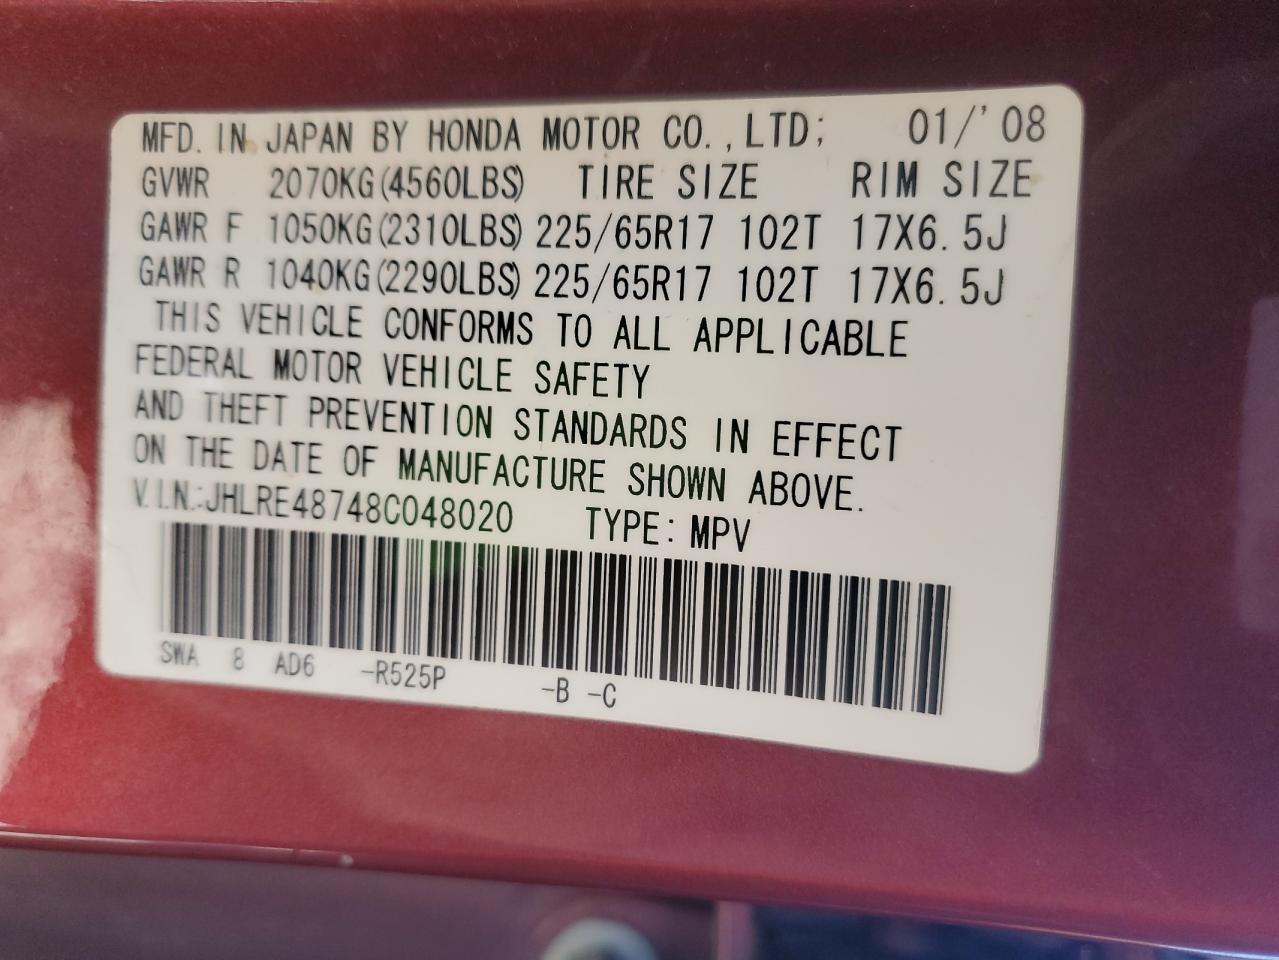 MFD. IN JAPAN BY HONDA MOTOR CO.,LTD; 01/'08
GVWR 2070KG(4560LBS) TIRE SIZE RIM SIZE
GAWR F 1050KG(2310LBS) 225/65R17 102T 17X6.5J
GAWR R 1040KG(2290LBS) 225/65R17 102T 17X6.5J
THIS VEHICLE CONFORMS TO ALL APPLICABLE
FEDERAL MOTOR VEHICLE SAFETY
AND THEFT PREVENTION STANDARDS IN EFFECT
ON THE DATE OF MANUFACTURE SHOWN ABOVE.
V.I.N.:JHLRE48748C048020 TYPE: MPV
SWA 8 AD6 -R525P -B -C